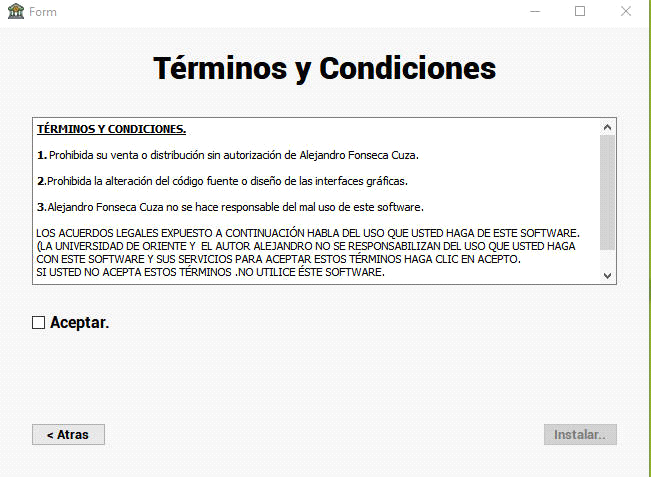 Form
Términos y Condiciones
TÉRMINOS Y CONDICIONES.
1. Prohibida su venta o distribución sin autorización de Alejandro Fonseca Cuza.
2.Prohibida la alteración del código fuente o diseño de las interfaces gráficas.
3.Alejandro Fonseca Cuza no se hace responsable del mal uso de este software.
LOS ACUERDOS LEGALES EXPUESTO A CONTINUACIÓN HABLA DEL USO QUE USTED HAGA DE ESTE SOFTWARE.
(LA UNIVERSIDAD DE ORIENTE Y  EL AUTOR ALEJANDRO NO SE RESPONSABILIZAN DEL USO QUE USTED HAGA
CON ESTE SOFTWARE Y SUS SERVICIOS PARA ACEPTAR ESTOS TÉRMINOS HAGA CLIC EN ACEPTO.
SI USTED NO ACEPTA ESTOS TÉRMINOS .NO UTILICE ÉSTE SOFTWARE.
Aceptar.
< Atras
Instalar..